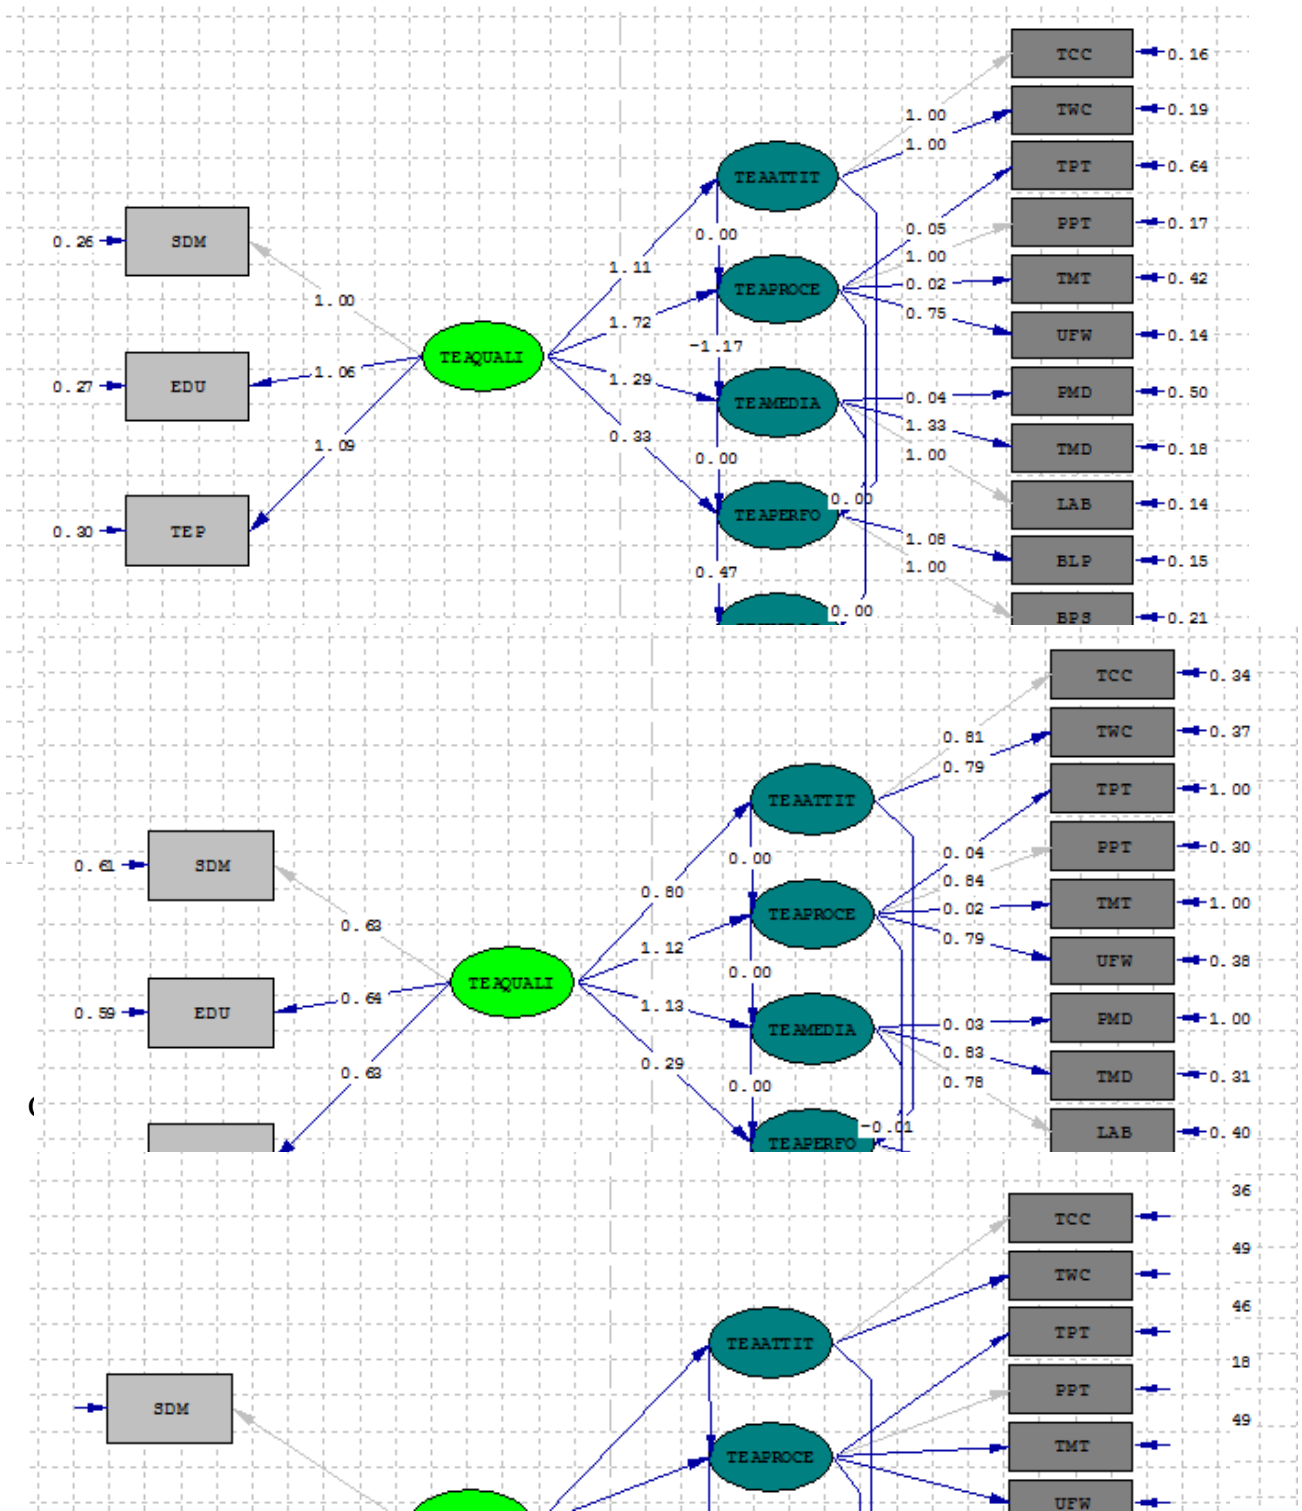 TCC 0.16
TWC 0.19
1.00
1.00
TPT 0.64
TEAATTIT
PPT 0.17
0.26 SDM
0.00
0.05
1.00
1.11
TEAPROCE
0.02
TMT 0.42
1.00
0.75
1.72
UFW 0.14
-1.17
TEAQUALI
0.27 EDU
1.06
1.29
TEAMEDIA
0.04
PMD 0.50
1.33
0.33
1.09
TMD 0.18
0.00
1.00
0.00
LAB 0.14
TEAPERFO
0.30 TEP
1.08
BLP 0.15
0.47
1.00
0.00
BPS 0.21
TCC 0.34
0.81
TWC 0.37
0.79
TEAATTIT
TPT 1.00
0.61 SDM
0.00
0.04
PPT 0.30
0.80
0.84
TEAPROCE
0.02
TMT 1.00
0.63
0.79
1.12
UFW 0.38
0.00
TEAQUALI
0.64
0.59 EDU
1.13
TEAMEDIA
0.03
PMD 1.00
0.83
0.29
0.63
TMD 0.31
0.00
0.78
-0.01
LAB 0.40
TEAPERFO
36
TCC
49
TWC
46
TPT
TEAATTIT
18
PPT
SDM
49
TMT
TEAPROCE
UFW